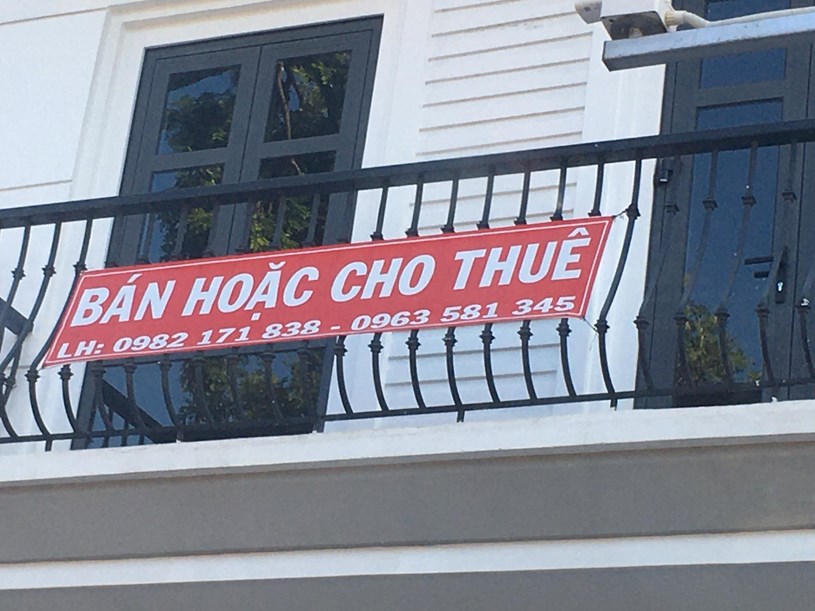 BÁN HOẶC CHO THUÊ
LH: 0982 171 838 - 0963 581 345